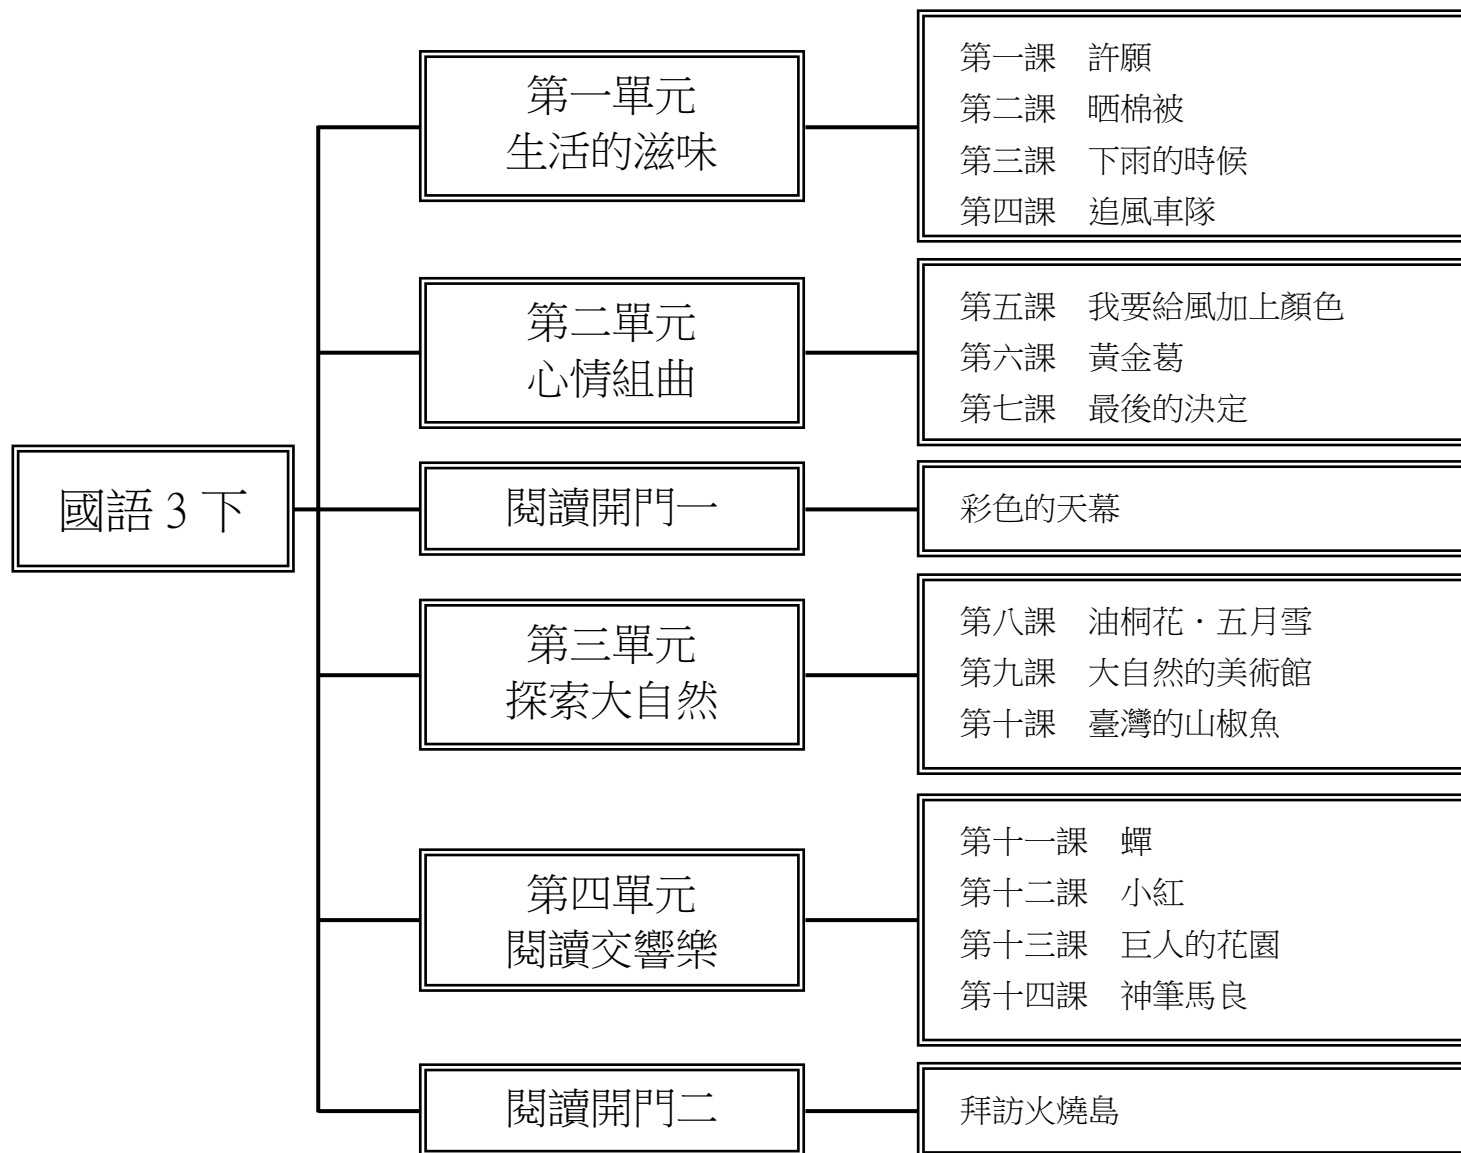 國語 3 下
第一單元
生活的滋味
第一課　許願
第二課　晒棉被
第三課　下雨的時候
第四課　追風車隊
第二單元
心情組曲
第五課　我要給風加上顏色
第六課　黃金葛
第七課　最後的決定
閱讀開門一
彩色的天幕
第三單元
探索大自然
第八課　油桐花．五月雪
第九課　大自然的美術館
第十課　臺灣的山椒魚
第四單元
閱讀交響樂
第十一課　蟬
第十二課　小紅
第十三課　巨人的花園
第十四課　神筆馬良
閱讀開門二
拜訪火燒島